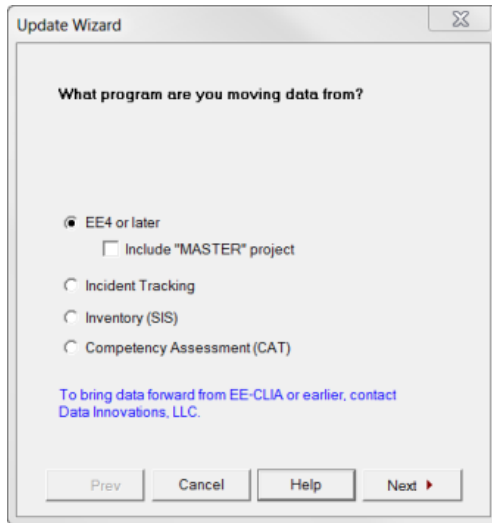 Update Wizard
What program are you moving data from?
EE4 or later
Include "MASTER" project
Incident Tracking
Inventory (SIS)
Competency Assessment (CAT)
To bring data forward from EE-CLIA or earlier, contact
Data Innovations, LLC.
Prev Cancel Help Next